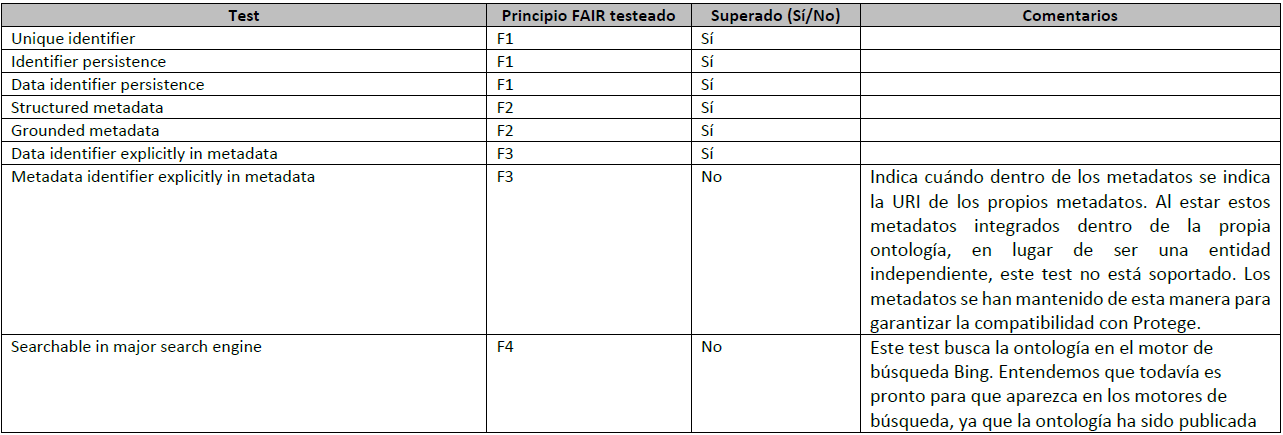 Test Principio FAIR testeado Superado (Sí/No) Comentarios
Unique identifier F1 Sí
Identifier persistence F1 Sí
Data identifier persistence F1 Sí
Structured metadata F2 Sí
Grounded metadata F2 Sí
Data identifier explicitly in metadata F3 Sí
Metadata identifier explicitly in metadata F3 No Indica cuándo dentro de los metadatos se indica
la URI de los propios metadatos. Al estar estos
metadatos integrados dentro de la propia
ontología, en lugar de ser una entidad
independiente, este test no está soportado. Los
metadatos se han mantenido de esta manera para
garantizar la compatibilidad con Protege.
Searchable in major search engine F4 No Este test busca la ontología en el motor de
búsqueda Bing. Entendemos que todavía es
pronto para que aparezca en los motores de
búsqueda, ya que la ontología ha sido publicada